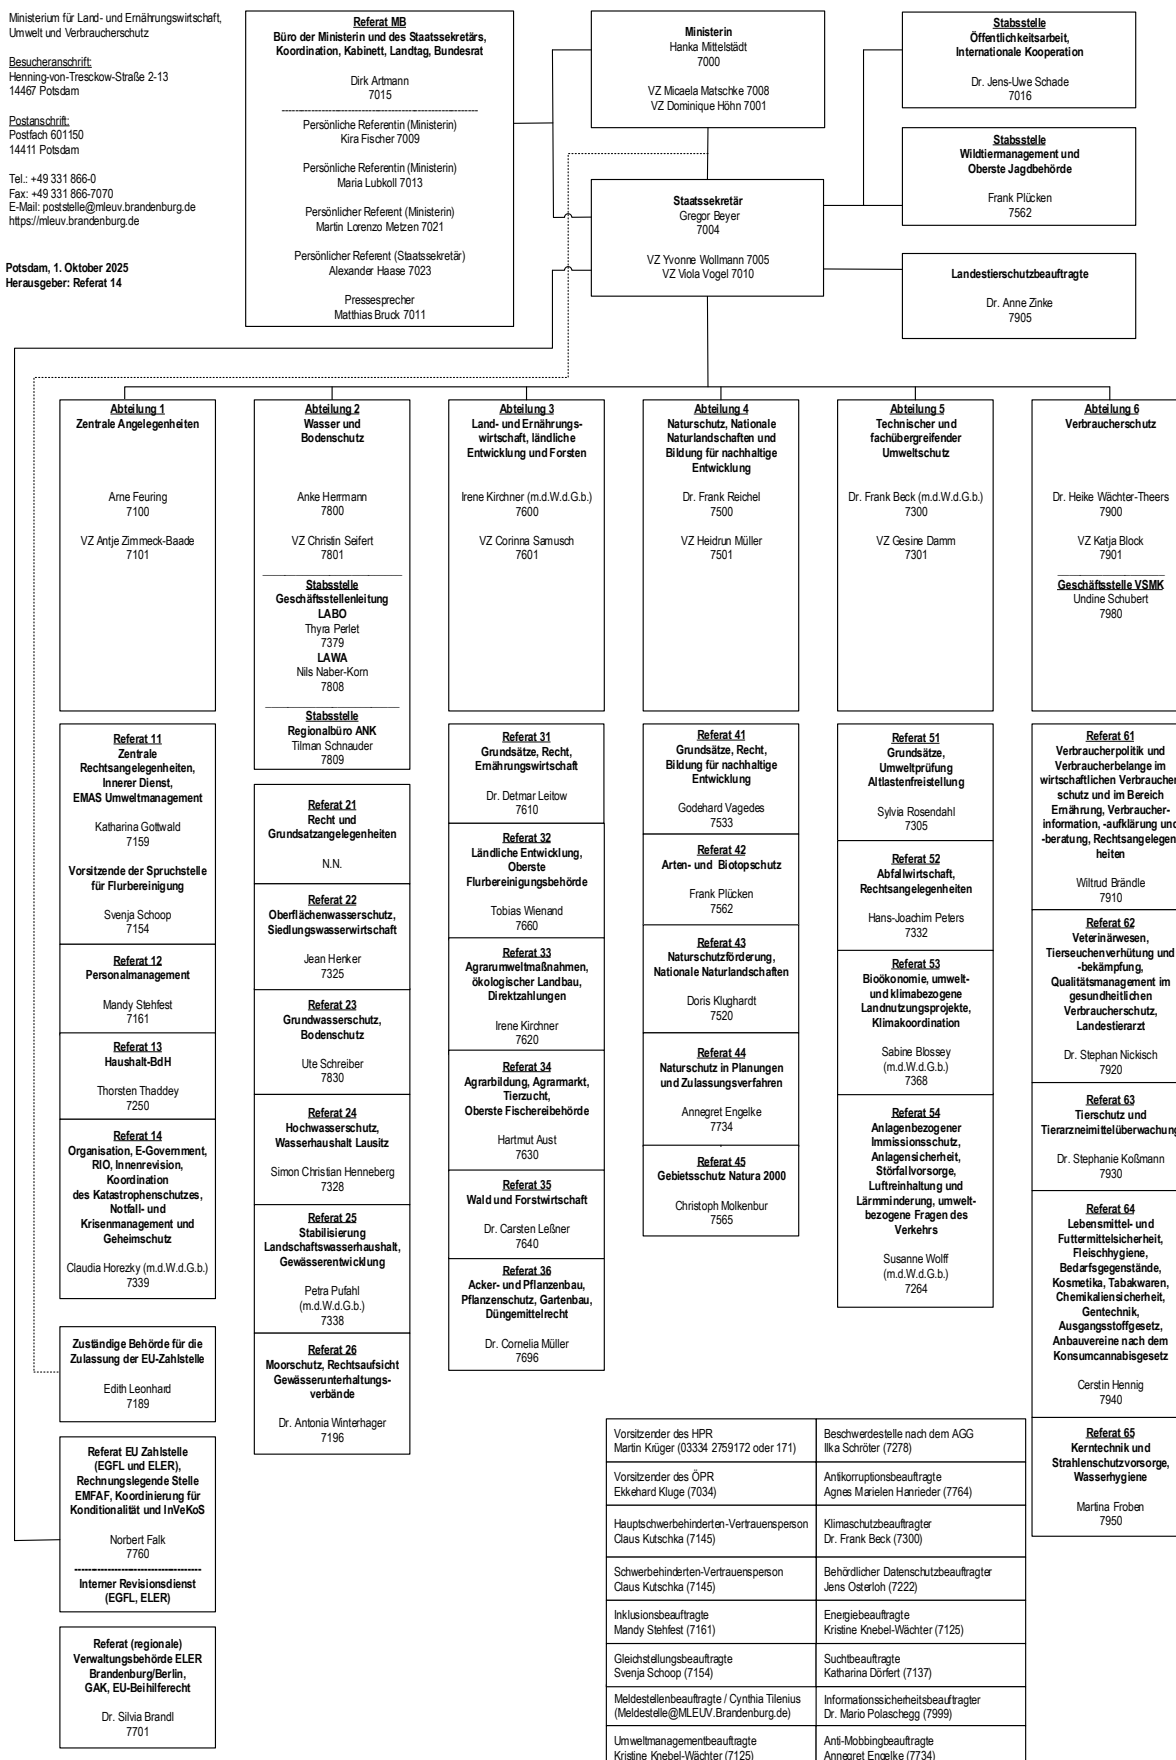 Ministerium für Land- und Ernährungswirtschaft,
Umwelt und Verbraucherschutz
Besucheranschrift:
Henning-von-Tresckow-Straße 2-13
14467 Potsdam
Postanschrift:
Postfach 601150
14411 Potsdam
Tel.: +49 331 866-0
Fax: +49 331 866-7070
E-Mail: poststelle@mleuv.brandenburg.de
https://mleuv.brandenburg.de
Potsdam, 1. Oktober 2025
Herausgeber: Referat 14
Referat MB
Büro der Ministerin und des Staatssekretärs,
Koordination, Kabinett, Landtag, Bundesrat
Dirk Artmann
7015
Persönliche Referentin (Ministerin)
Kira Fischer 7009
Persönliche Referentin (Ministerin)
Maria Lubkoll 7013
Persönlicher Referent (Ministerin)
Martin Lorenzo Metzen 7021
Persönlicher Referent (Staatssekretär)
Alexander Haase 7023
Pressesprecher
Matthias Bruck 7011
Ministerin
Hanka Mittelstädt
7000
VZ Micaela Matschke 7008
VZ Dominique Höhn 7001
Staatssekretär
Gregor Beyer
7004
VZ Yvonne Wollmann 7005
VZ Viola Vogel 7010
Stabsstelle
Öffentlichkeitsarbeit,
Internationale Kooperation
Dr. Jens-Uwe Schade
7016
Stabsstelle
Wildtiermanagement und
Oberste Jagdbehörde
Frank Plücken
7562
Landestierschutzbeauftragte
Dr. Anne Zinke
7905
Abteilung 1
Zentrale Angelegenheiten
Arne Feuring
7100
VZ Antje Zimmeck-Baade
7101
Referat 11
Zentrale
Rechtsangelegenheiten,
Innerer Dienst,
EMAS Umweltmanagement
Katharina Gottwald
7159
Vorsitzende der Spruchstelle
für Flurbereinigung
Svenja Schoop
7154
Referat 12
Personalmanagement
Mandy Stehfest
7161
Referat 13
Haushalt-BdH
Thorsten Thaddey
7250
Referat 14
Organisation, E-Government,
RIO, Innenrevision,
Koordination
des Katastrophenschutzes,
Notfall- und
Krisenmanagement und
Geheimschutz
Claudia Horezky (m.d.W.d.G.b.)
7339
Zuständige Behörde für die
Zulassung der EU-Zahlstelle
Edith Leonhard
7189
Referat EU Zahlstelle
(EGFL und ELER),
Rechnungslegende Stelle
EMFAF, Koordinierung für
Konditionalität und InVeKoS
Norbert Falk
7760
Interner Revisionsdienst
(EGFL, ELER)
Referat (regionale)
Verwaltungsbehörde ELER
Brandenburg/Berlin,
GAK, EU-Beihilferecht
Dr. Silvia Brandl
7701
Abteilung 2
Wasser und
Bodenschutz
Anke Herrmann
7800
VZ Christin Seifert
7801
Stabsstelle
Geschäftsstellenleitung
LABO
Thyra Perlet
7379
LAWA
Nils Naber-Korn
7808
Stabsstelle
Regionalbüro ANK
Tilman Schnauder
7809
Referat 21
Recht und
Grundsatzangelegenheiten
N.N.
Referat 22
Oberflächenwasserschutz,
Siedlungswasserwirtschaft
Jean Henker
7325
Referat 23
Grundwasserschutz,
Bodenschutz
Ute Schreiber
7830
Referat 24
Hochwasserschutz,
Wasserhaushalt Lausitz
Simon Christian Henneberg
7328
Referat 25
Stabilisierung
Landschaftswasserhaushalt,
Gewässerentwicklung
Petra Pufahl
(m.d.W.d.G.b.)
7338
Referat 26
Moorschutz, Rechtsaufsicht
Gewässerunterhaltungs-
verbände
Dr. Antonia Winterhager
7196
Abteilung 3
Land- und Ernährungs-
wirtschaft, ländliche
Entwicklung und Forsten
Irene Kirchner (m.d.W.d.G.b.)
7600
VZ Corinna Samusch
7601
Referat 31
Grundsätze, Recht,
Ernährungswirtschaft
Dr. Detmar Leitow
7610
Referat 32
Ländliche Entwicklung,
Oberste
Flurbereinigungsbehörde
Tobias Wienand
7660
Referat 33
Agrarumweltmaßnahmen,
ökologischer Landbau,
Direktzahlungen
Irene Kirchner
7620
Referat 34
Agrarbildung, Agrarmarkt,
Tierzucht,
Oberste Fischereibehörde
Hartmut Aust
7630
Referat 35
Wald und Forstwirtschaft
Dr. Carsten Leßner
7640
Referat 36
Acker- und Pflanzenbau,
Pflanzenschutz, Gartenbau,
Düngemittelrecht
Dr. Cornelia Müller
7696
Abteilung 4
Naturschutz, Nationale
Naturlandschaften und
Bildung für nachhaltige
Entwicklung
Dr. Frank Reichel
7500
VZ Heidrun Müller
7501
Referat 41
Grundsätze, Recht,
Bildung für nachhaltige
Entwicklung
Godehard Vagedes
7533
Referat 42
Arten- und Biotopschutz
Frank Plücken
7562
Referat 43
Naturschutzförderung,
Nationale Naturlandschaften
Doris Klughardt
7520
Referat 44
Naturschutz in Planungen
und Zulassungsverfahren
Annegret Engelke
7734
Referat 45
Gebietsschutz Natura 2000
Christoph Molkenbur
7565
Abteilung 5
Technischer und
fachübergreifender
Umweltschutz
Dr. Frank Beck (m.d.W.d.G.b.)
7300
VZ Gesine Damm
7301
Referat 51
Grundsätze,
Umweltprüfung
Altlastenfreistellung
Sylvia Rosendahl
7305
Referat 52
Abfallwirtschaft,
Rechtsangelegenheiten
Hans-Joachim Peters
7332
Referat 53
Bioökonomie, umwelt-
und klimabezogene
Landnutzungsprojekte,
Klimakoordination
Sabine Blossey
(m.d.W.d.G.b.)
7368
Referat 54
Anlagenbezogener
Immissionsschutz,
Anlagensicherheit,
Störfallvorsorge,
Luftreinhaltung und
Lärmminderung, umwelt-
bezogene Fragen des
Verkehrs
Susanne Wolff
(m.d.W.d.G.b.)
7264
Abteilung 6
Verbraucherschutz
Dr. Heike Wächter-Theers
7900
VZ Katja Block
7901
Geschäftsstelle VSMK
Undine Schubert
7980
Referat 61
Verbraucherpolitik und
Verbraucherbelange im
wirtschaftlichen Verbraucher
schutz und im Bereich
Ernährung, Verbraucher-
information, -aufklärung und
-beratung, Rechtsangelegen
heiten
Wiltrud Brändle
7910
Referat 62
Veterinärwesen,
Tierseuchenverhütung und
-bekämpfung,
Qualitätsmanagement im
gesundheitlichen
Verbraucherschutz,
Landestierarzt
Dr. Stephan Nickisch
7920
Referat 63
Tierschutz und
Tierarzneimittelüberwachung
Dr. Stephanie Koßmann
7930
Referat 64
Lebensmittel- und
Futtermittelsicherheit,
Fleischhygiene,
Bedarfsgegenstände,
Kosmetika, Tabakwaren,
Chemikaliensicherheit,
Gentechnik,
Ausgangsstoffgesetz,
Anbauvereine nach dem
Konsumcannabisgesetz
Cerstin Hennig
7940
Referat 65
Kerntechnik und
Strahlenschutzvorsorge,
Wasserhygiene
Martina Froben
7950
Vorsitzender des HPR
Martin Krüger (03334 2759172 oder 171)
Beschwerdestelle nach dem AGG
Ilka Schröter (7278)
Vorsitzender des ÖPR
Ekkehard Kluge (7034)
Antikorruptionsbeauftragte
Agnes Marielen Hanrieder (7764)
Hauptschwerbehinderten-Vertrauensperson
Claus Kutschka (7145)
Klimaschutzbeauftragter
Dr. Frank Beck (7300)
Schwerbehinderten-Vertrauensperson
Claus Kutschka (7145)
Behördlicher Datenschutzbeauftragter
Jens Osterloh (7222)
Inklusionsbeauftragte
Mandy Stehfest (7161)
Energiebeauftragte
Kristine Knebel-Wächter (7125)
Gleichstellungsbeauftragte
Svenja Schoop (7154)
Suchtbeauftragte
Katharina Dörfert (7137)
Meldestellenbeauftragte / Cynthia Tilenius
(Meldestelle@MLEUV.Brandenburg.de)
Informationssicherheitsbeauftragter
Dr. Mario Polaschegg (7999)
Umweltmanagementbeauftragte
Kristine Knebel-Wächter (7125)
Anti-Mobbingbeauftragte
Annegret Engelke (7734)